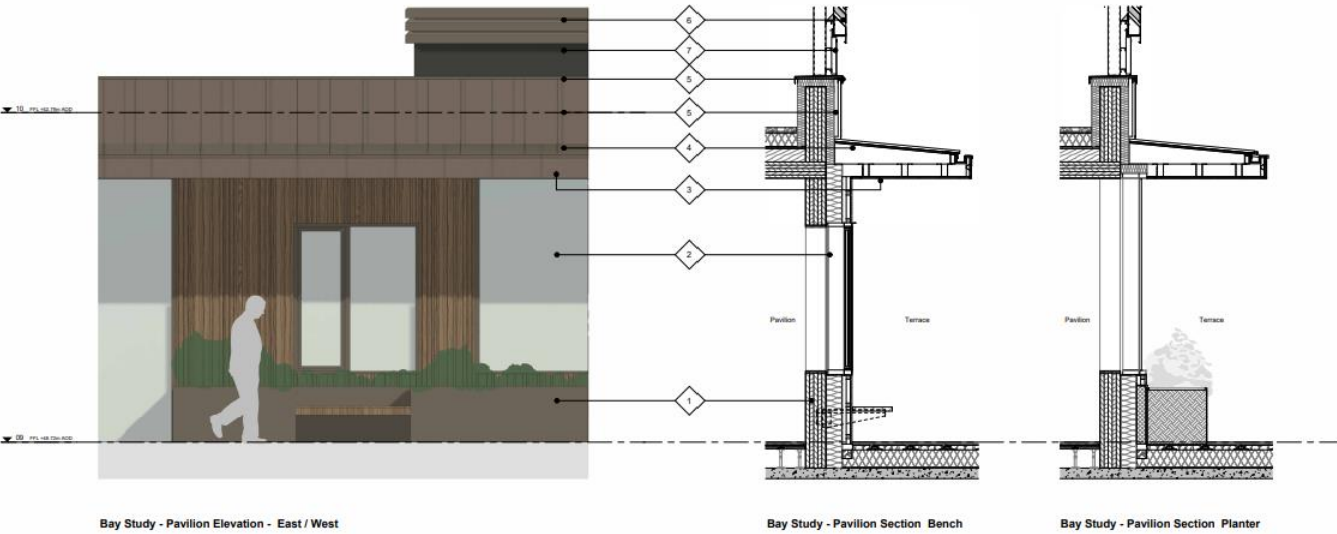 6
7
5
10
5
4
3
2
Pavilion Terrace Pavilion Terrace
1
09
Bay Study - Pavilion Elevation - East / West
Bay Study - Pavilion Section Bench
Bay Study - Pavilion Section Planter